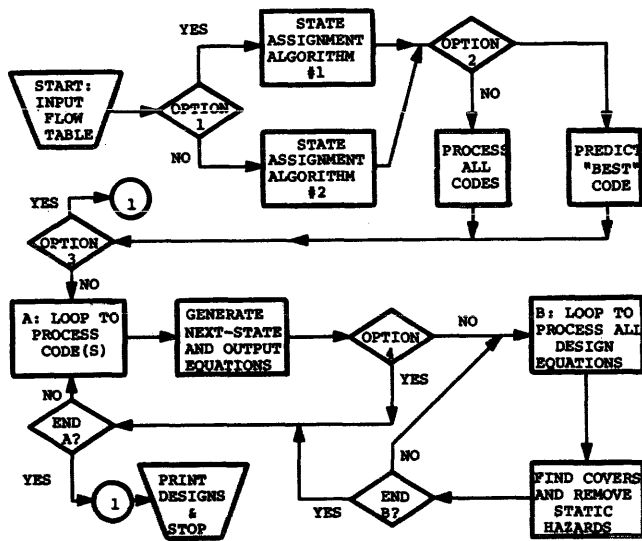 START:
INPUT
FLOW
TABLE
OPTION
1
YES
NO
STATE
ASSIGNMENT
ALGORITHM
#1
STATE
ASSIGNMENT
ALGORITHM
#2
OPTION
2
NO
PROCESS
ALL
CODES
PREDICT
"BEST"
CODE
YES
1
OPTION
3
NO
A: LOOP TO
PROCESS
CODE(S)
GENERATE
NEXT-STATE
AND OUTPUT
EQUATIONS
OPTION
4
NO
YES
B: LOOP TO
PROCESS ALL
DESIGN
EQUATIONS
NO
END
A?
YES
1
PRINT
DESIGNS
&
STOP
NO
YES
END
B?
FIND COVERS
AND REMOVE
STATIC
HAZARDS